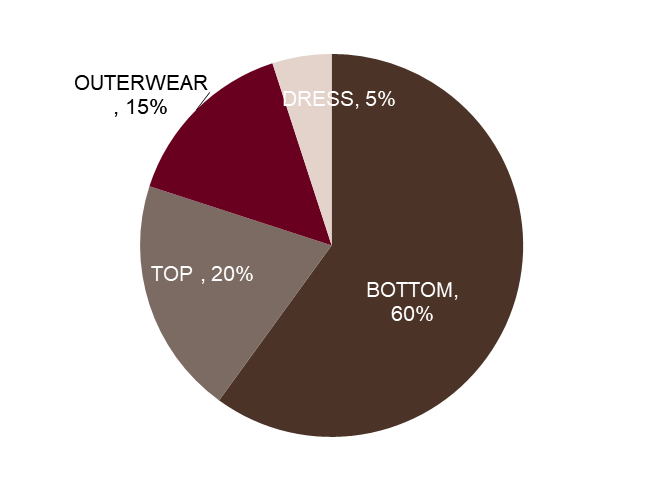 OUTERWEAR
, 15%
DRESS, 5%
TOP , 20%
BOTTOM,
60%